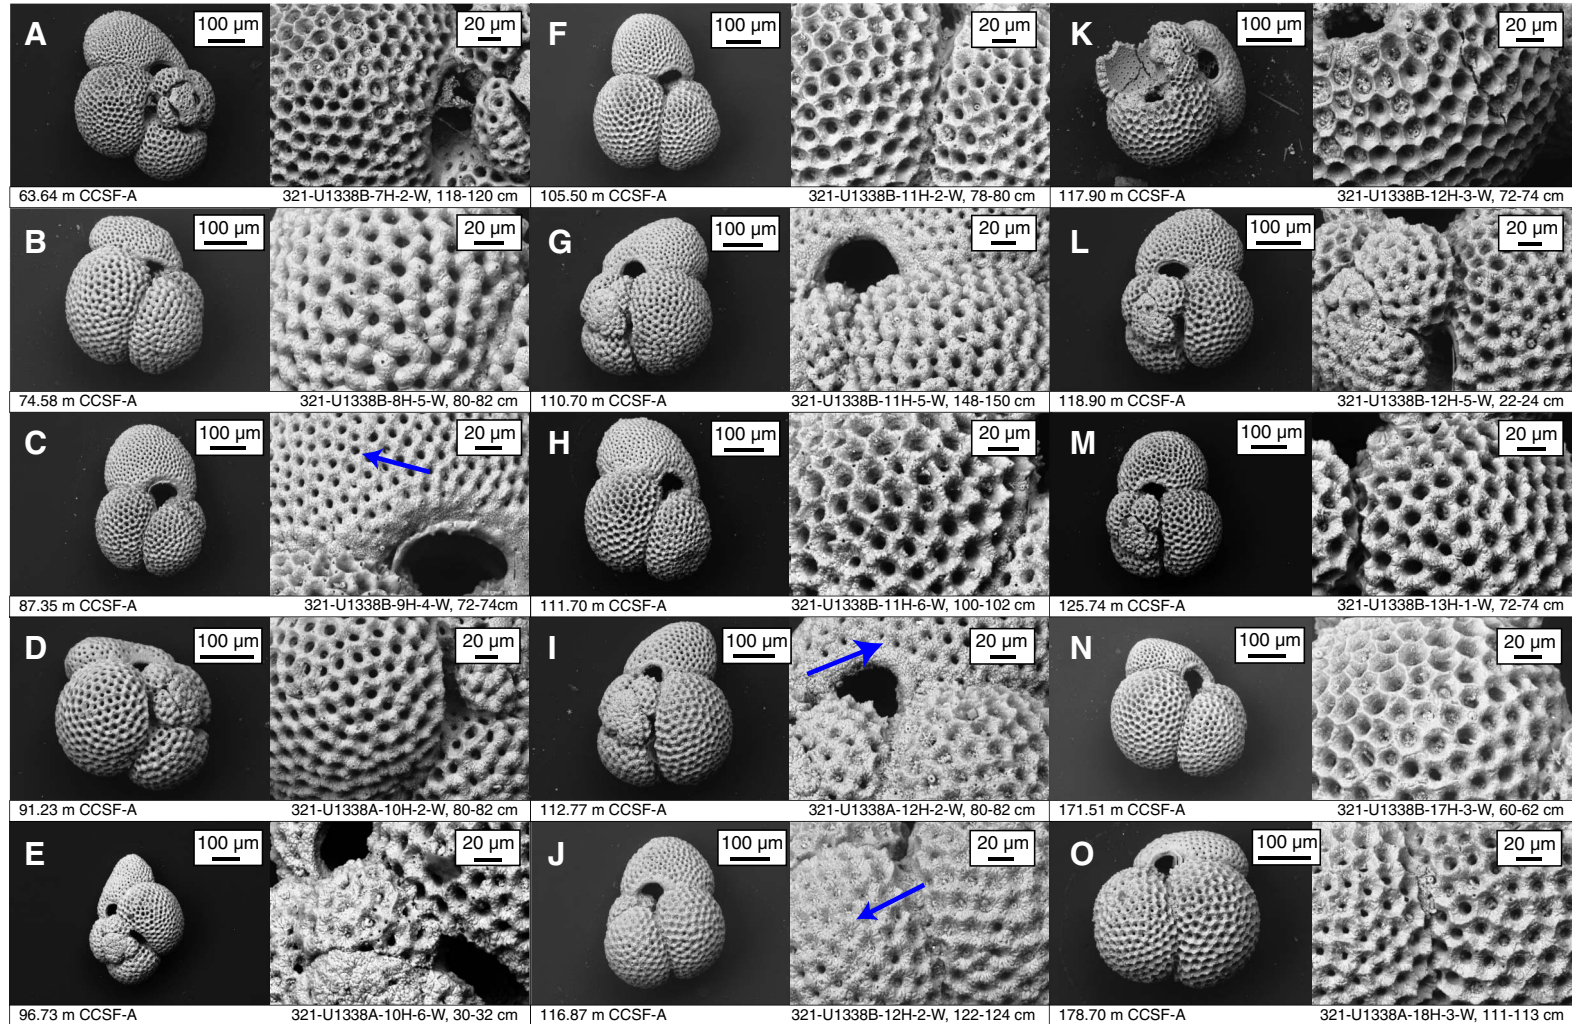 A 100 µm 20 µm
63.64 m CCSF-A 321-U1338B-7H-2-W, 118-120 cm
B 100 µm 20 µm
74.58 m CCSF-A 321-U1338B-8H-5-W, 80-82 cm
C 100 µm 20 µm
87.35 m CCSF-A 321-U1338B-9H-4-W, 72-74cm
D 100 µm 20 µm
91.23 m CCSF-A 321-U1338A-10H-2-W, 80-82 cm
E 100 µm 20 µm
96.73 m CCSF-A 321-U1338A-10H-6-W, 30-32 cm
F 100 µm 20 µm
105.50 m CCSF-A 321-U1338B-11H-2-W, 78-80 cm
G 100 µm 20 µm
110.70 m CCSF-A 321-U1338B-11H-5-W, 148-150 cm
H 100 µm 20 µm
111.70 m CCSF-A 321-U1338B-11H-6-W, 100-102 cm
I 100 µm 20 µm
112.77 m CCSF-A 321-U1338A-12H-2-W, 80-82 cm
J 100 µm 20 µm
116.87 m CCSF-A 321-U1338B-12H-2-W, 122-124 cm
K 100 µm 20 µm
117.90 m CCSF-A 321-U1338B-12H-3-W, 72-74 cm
L 100 µm 20 µm
118.90 m CCSF-A 321-U1338B-12H-5-W, 22-24 cm
M 100 µm 20 µm
125.74 m CCSF-A 321-U1338B-13H-1-W, 72-74 cm
N 100 µm 20 µm
171.51 m CCSF-A 321-U1338B-17H-3-W, 60-62 cm
O 100 µm 20 µm
178.70 m CCSF-A 321-U1338A-18H-3-W, 111-113 cm